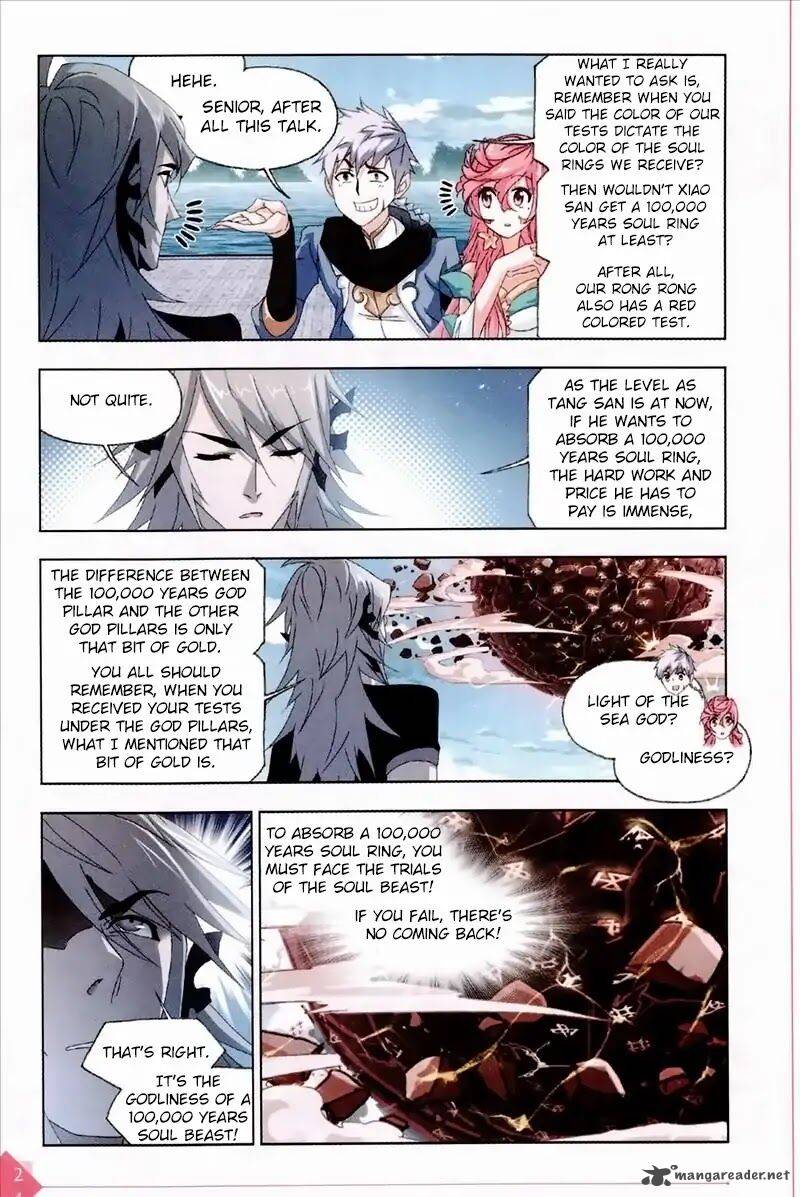 HEHE.
SENIOR, AFTER
ALL THIS TALK.
WHAT I REALLY
WANTED TO ASK IS,
REMEMBER WHEN YOU
SAID THE COLOR OF OUR
TESTS DICTATE THE
COLOR OF THE SOUL
RINGS WE RECEIVE?
THEN WOULDN'T XIAO
SAN GET A 100,000
YEARS SOUL RING
AT LEAST?
AFTER ALL,
OUR RONG RONG
ALSO HAS A RED
COLORED TEST.
NOT QUITE.
AS THE LEVEL AS
TANG SAN IS AT NOW,
IF HE WANTS TO
ABSORB A 100,000
YEARS SOUL RING,
THE HARD WORK AND
PRICE HE HAS TO
PAY IS IMMENSE,
THE DIFFERENCE BETWEEN
THE 100,000 YEARS GOD
PILLAR AND THE OTHER
GOD PILLARS IS ONLY
THAT BIT OF GOLD.
YOU ALL SHOULD
REMEMBER, WHEN YOU
RECEIVED YOUR TESTS
UNDER THE GOD PILLARS,
WHAT I MENTIONED THAT
BIT OF GOLD IS.
LIGHT OF THE
SEA GOD?
GODLINESS?
THAT'S RIGHT.
IT'S THE
GODLINESS OF A
100,000 YEARS
SOUL BEAST!
TO ABSORB A 100,000
YEARS SOUL RING, YOU
MUST FACE THE TRIALS
OF THE SOUL BEAST!
IF YOU FAIL, THERE'S
NO COMING BACK!
2
mangareader.net